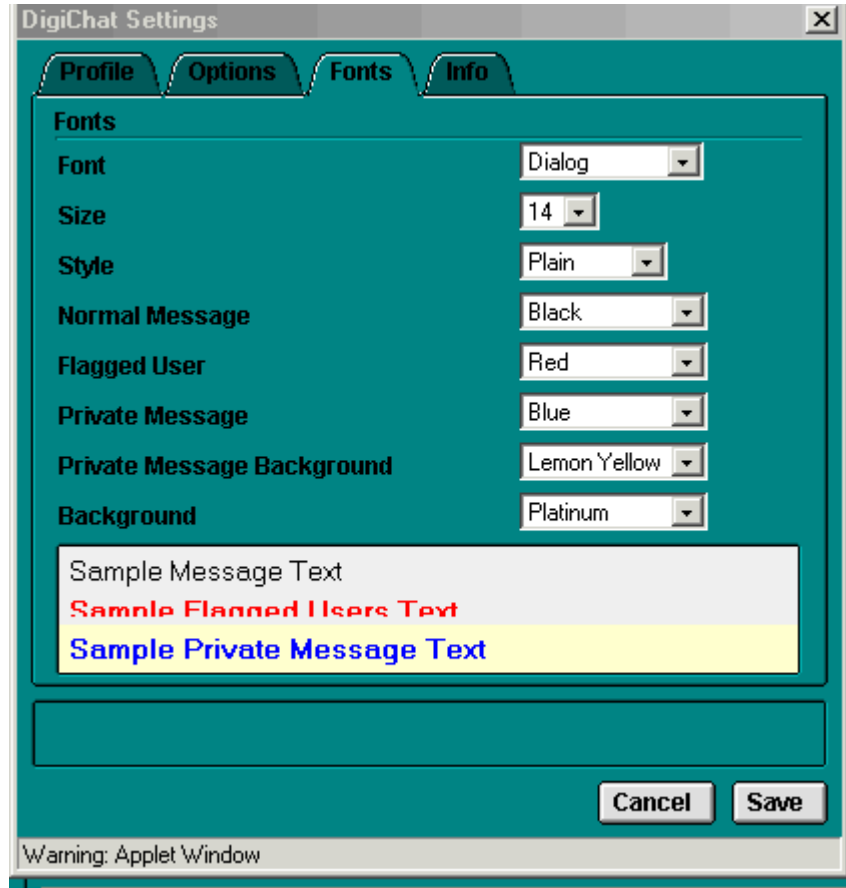 DigiChat Settings
Profile Options Fonts Info
Fonts
Font Dialog
Size 14
Style Plain
Normal Message Black
Flagged User Red
Private Message Blue
Private Message Background Lemon Yellow
Background Platinum
Sample Message Text
Sample Flagged Users Text
Sample Private Message Text
Cancel Save
Warning: Applet Window